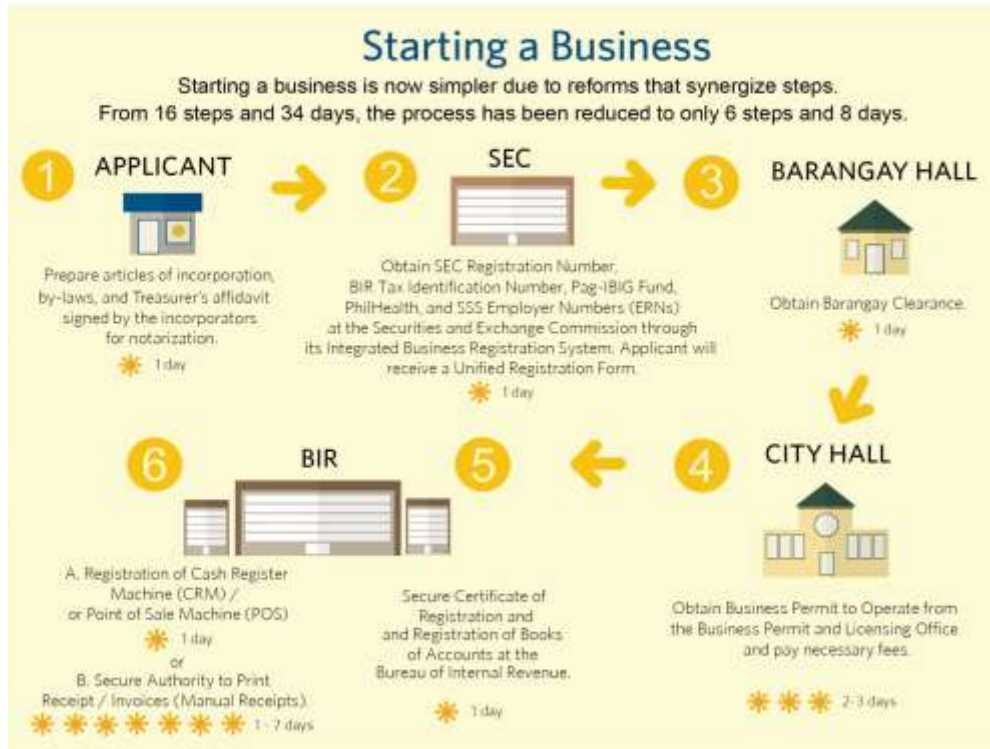 Starting a Business
Starting a business is now simpler due to reforms that synergize steps.
From 16 steps and 34 days, the process has been reduced to only 6 steps and 8 days.
1
APPLICANT
Prepare articles of incorporation,
by-laws, and Treasurer's affidavit
signed by the incorporators
for notarization.
1 day
2
SEC
Obtain SEC Registration Number,
BIR Tax Identification Number, Pag-IBIG Fund,
PhilHealth, and SSS Employer Numbers (ERNs)
at the Securities and Exchange Commission through
its Integrated Business Registration System. Applicant will
receive a Unified Registration Form.
1 day
3
BARANGAY HALL
Obtain Barangay Clearance.
1 day
4
CITY HALL
Obtain Business Permit to Operate from
the Business Permit and Licensing Office
and pay necessary fees.
2-3 days
5
Secure Certificate of
Registration and
and Registration of Books
of Accounts at the
Bureau of Internal Revenue.
1 day
6
BIR
A. Registration of Cash Register
Machine (CRM) /
or Point of Sale Machine (POS)
1 day
or
B. Secure Authority to Print
Receipt / Invoices (Manual Receipts).
1 - 7 days